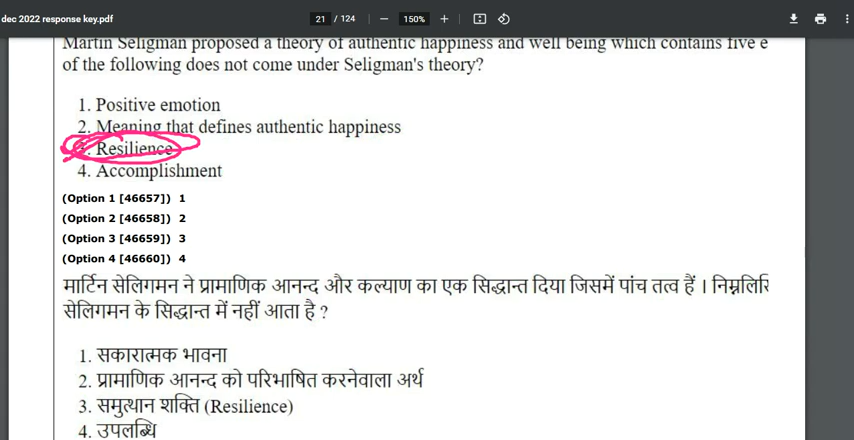 dec 2022 response key.pdf
21 / 124
150%
Martin Seligman proposed a theory of authentic happiness and well being which contains five e
of the following does not come under Seligman's theory?
1. Positive emotion
2. Meaning that defines authentic happiness
3. Resilience
4. Accomplishment
(Option 1 [46657]) 1
(Option 2 [46658]) 2
(Option 3 [46659]) 3
(Option 4 [46660]) 4
मार्टिन सेलिगमन ने प्रामाणिक आनन्द और कल्याण का एक सिद्धान्त दिया जिसमें पांच तत्व हैं । निम्नलि
सेलिगमन के सिद्धान्त में नहीं आता है ?
1. सकारात्मक भावना
2. प्रामाणिक आनन्द को परिभाषित करनेवाला अर्थ
3. समुत्थान शक्ति (Resilience)
4. उपलब्धि